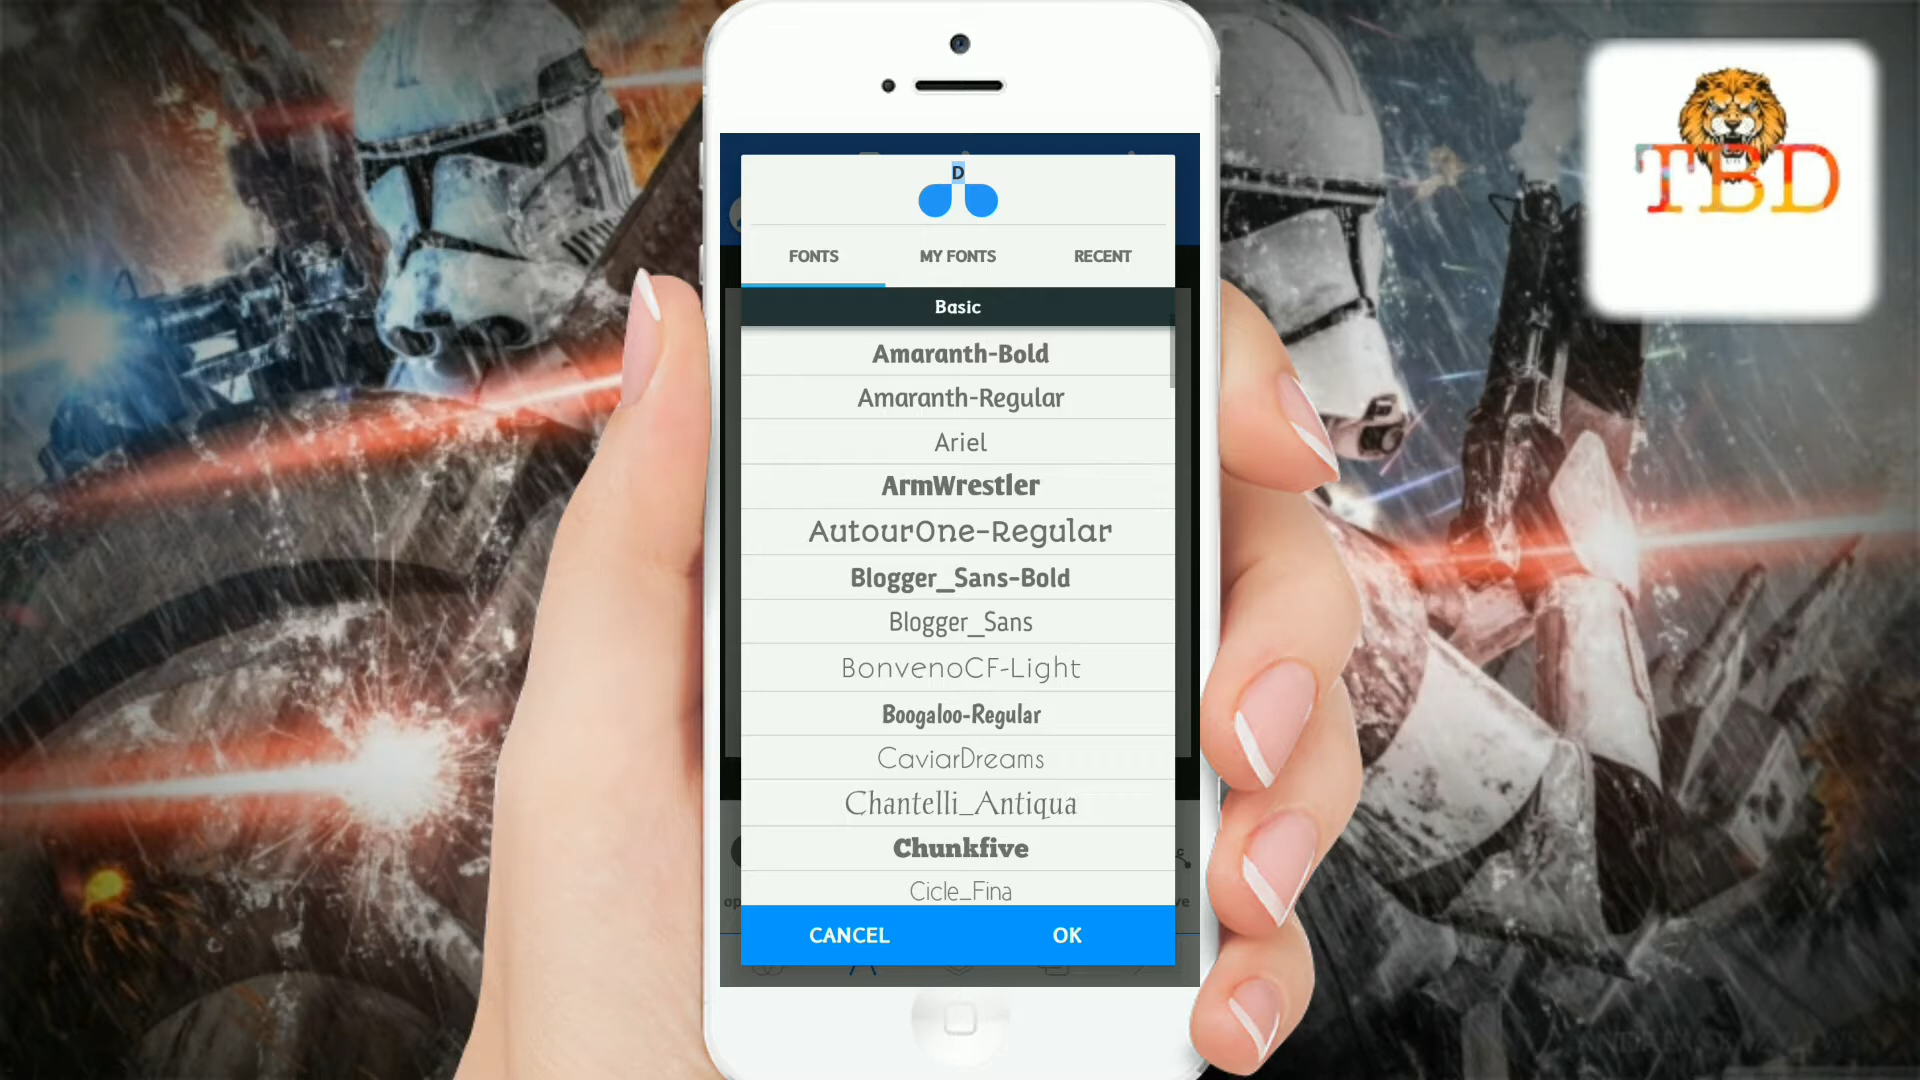 TBD
D
FONTS MY FONTS RECENT
Basic
Amaranth-Bold
Amaranth-Regular
Ariel
ArmWrestler
AutourOne-Regular
Blogger_Sans-Bold
Blogger_Sans
BonvenoCF-Light
Boogaloo-Regular
CaviarDreams
Chantelli_Antiqua
Chunkfive
Cicle_Fina
CANCEL OK